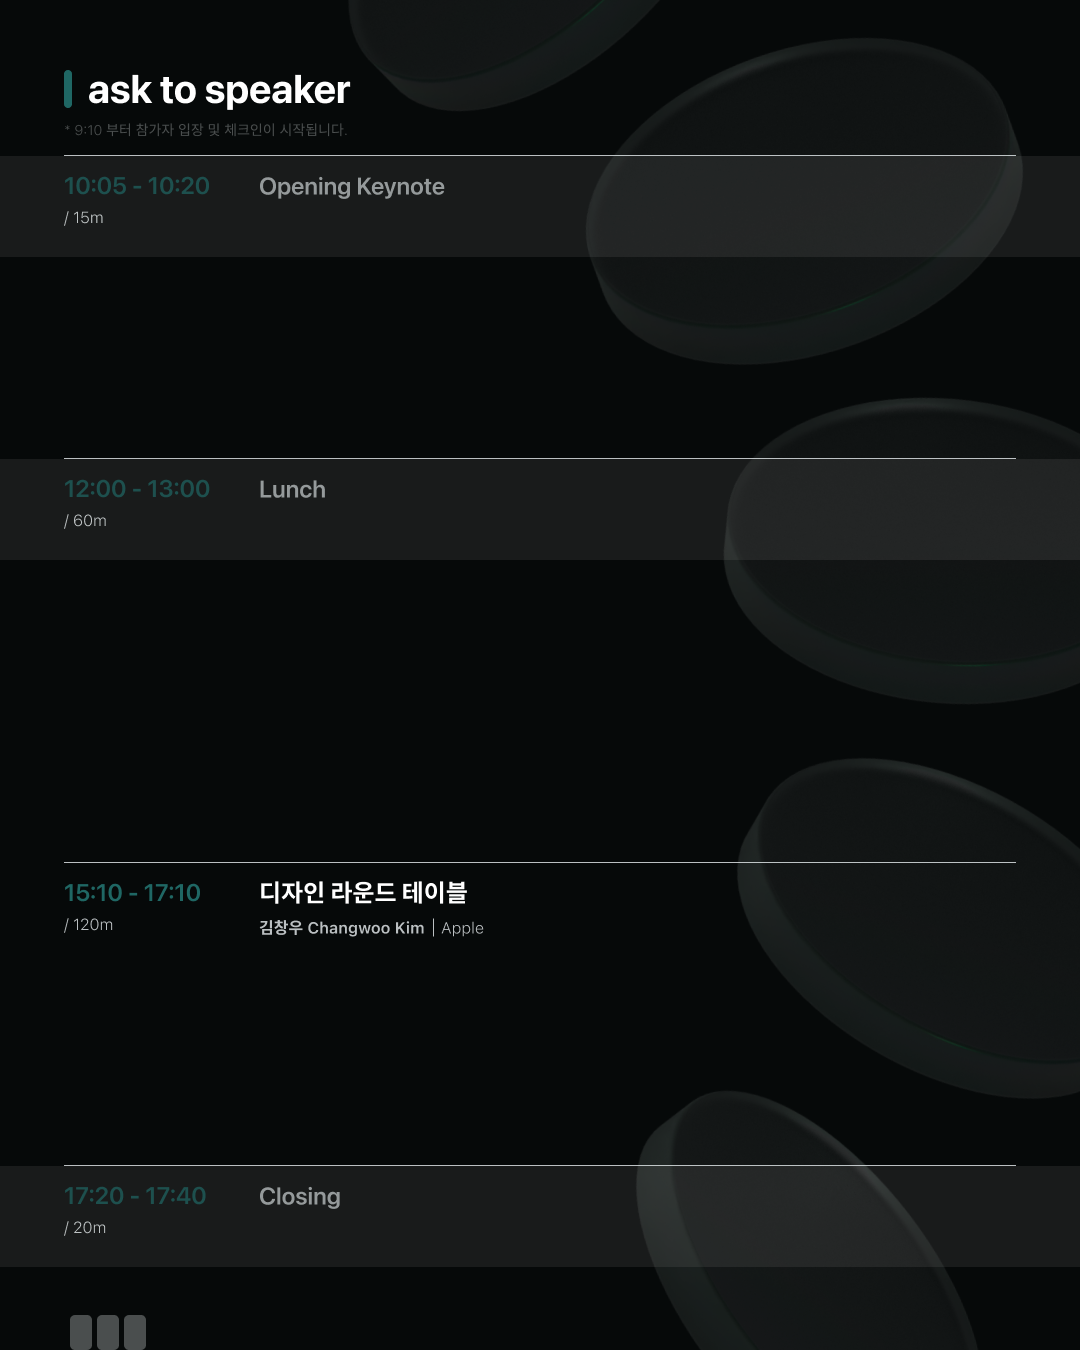 ask to speaker
* 9:10 부터 참가자 입장 및 체크인이 시작됩니다.
10:05 - 10:20 Opening Keynote
/ 15m
12:00 - 13:00 Lunch
/ 60m
15:10 - 17:10 디자인 라운드 테이블
/ 120m 김창우 Changwoo Kim | Apple
17:20 - 17:40 Closing
/ 20m